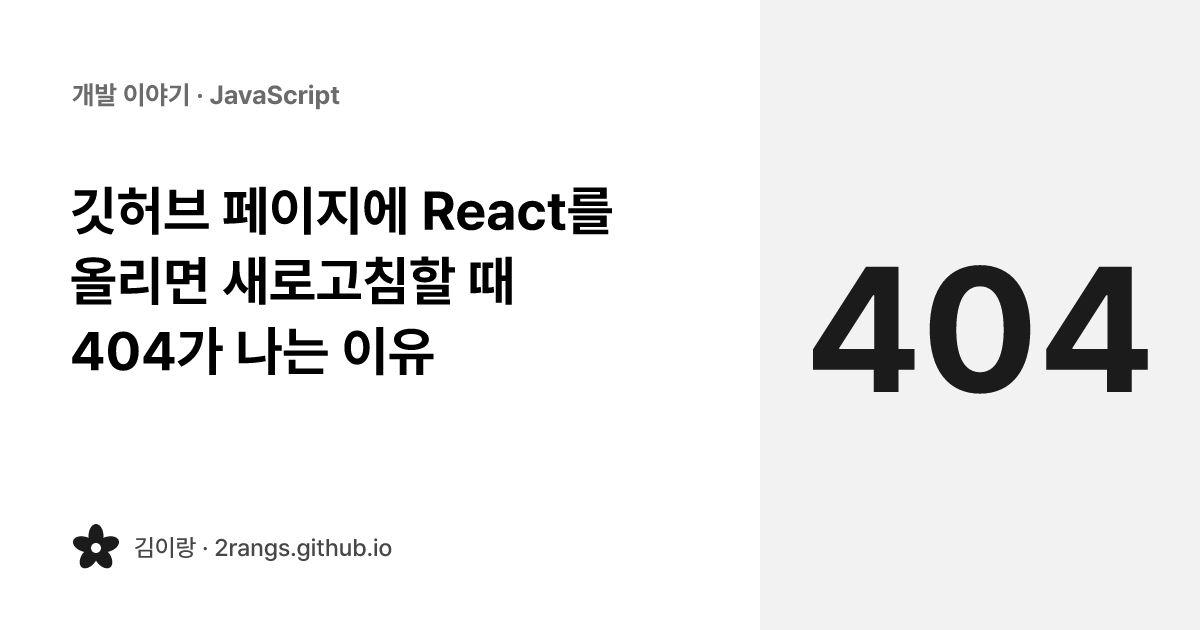 개발 이야기 · JavaScript
깃허브 페이지에 React를
올리면 새로고침할 때
404가 나는 이유
404
김이랑 · 2rangs.github.io